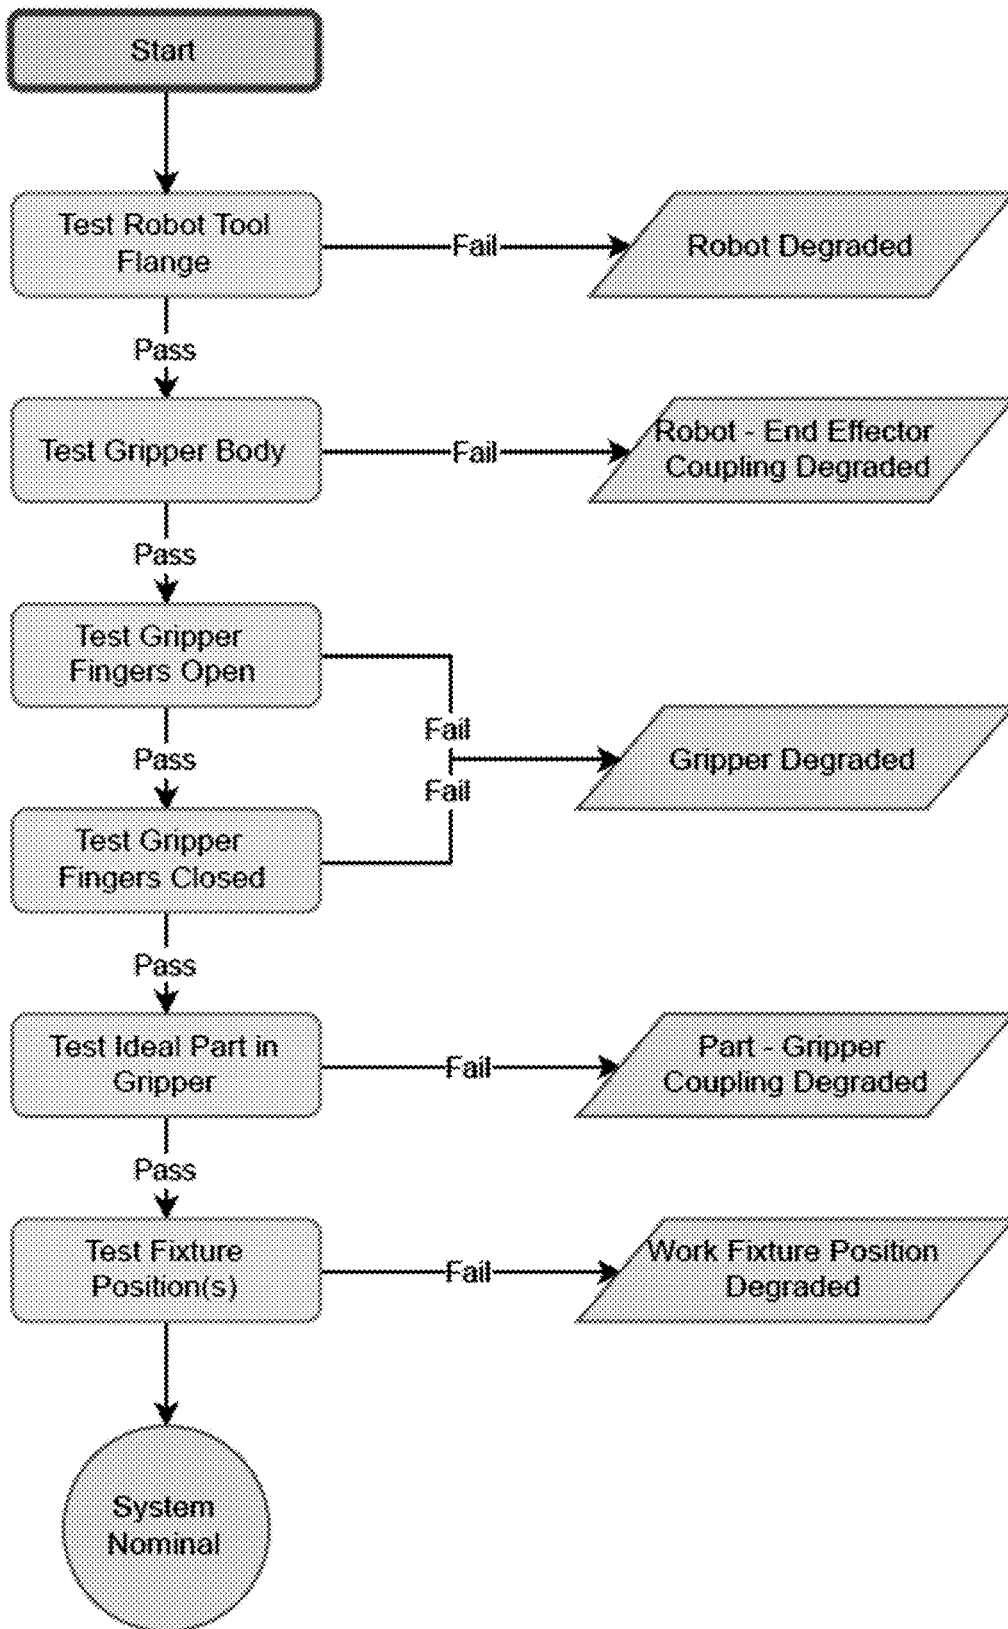 Start
Test Robot Tool
Flange
Fail
Robot Degraded
Pass
Test Gripper Body
Fail
Robot - End Effector
Coupling Degraded
Pass
Test Gripper
Fingers Open
Fail
Pass
Gripper Degraded
Fail
Test Gripper
Fingers Closed
Pass
Test Ideal Part in
Gripper
Fail
Part - Gripper
Coupling Degraded
Pass
Test Fixture
Position(s)
Fail
Work Fixture Position
Degraded
System
Nominal